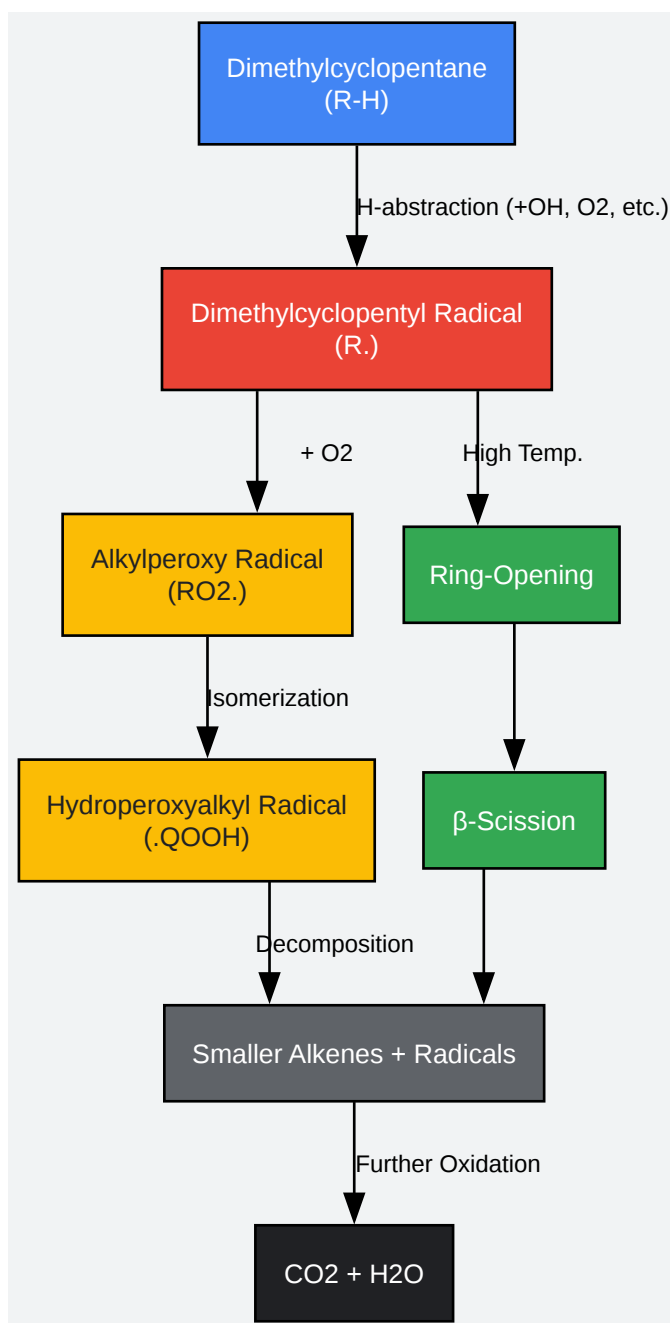 Dimethylcyclopentane
(R-H)
H-abstraction (+OH, O2, etc.)
Dimethylcyclopentyl Radical
(R.)
+ O2
High Temp.
Alkylperoxy Radical
(RO2.)
Ring-Opening
Isomerization
Hydroperoxyalkyl Radical
(.QOOH)
β-Scission
Decomposition
Smaller Alkenes + Radicals
Further Oxidation
CO2 + H2O